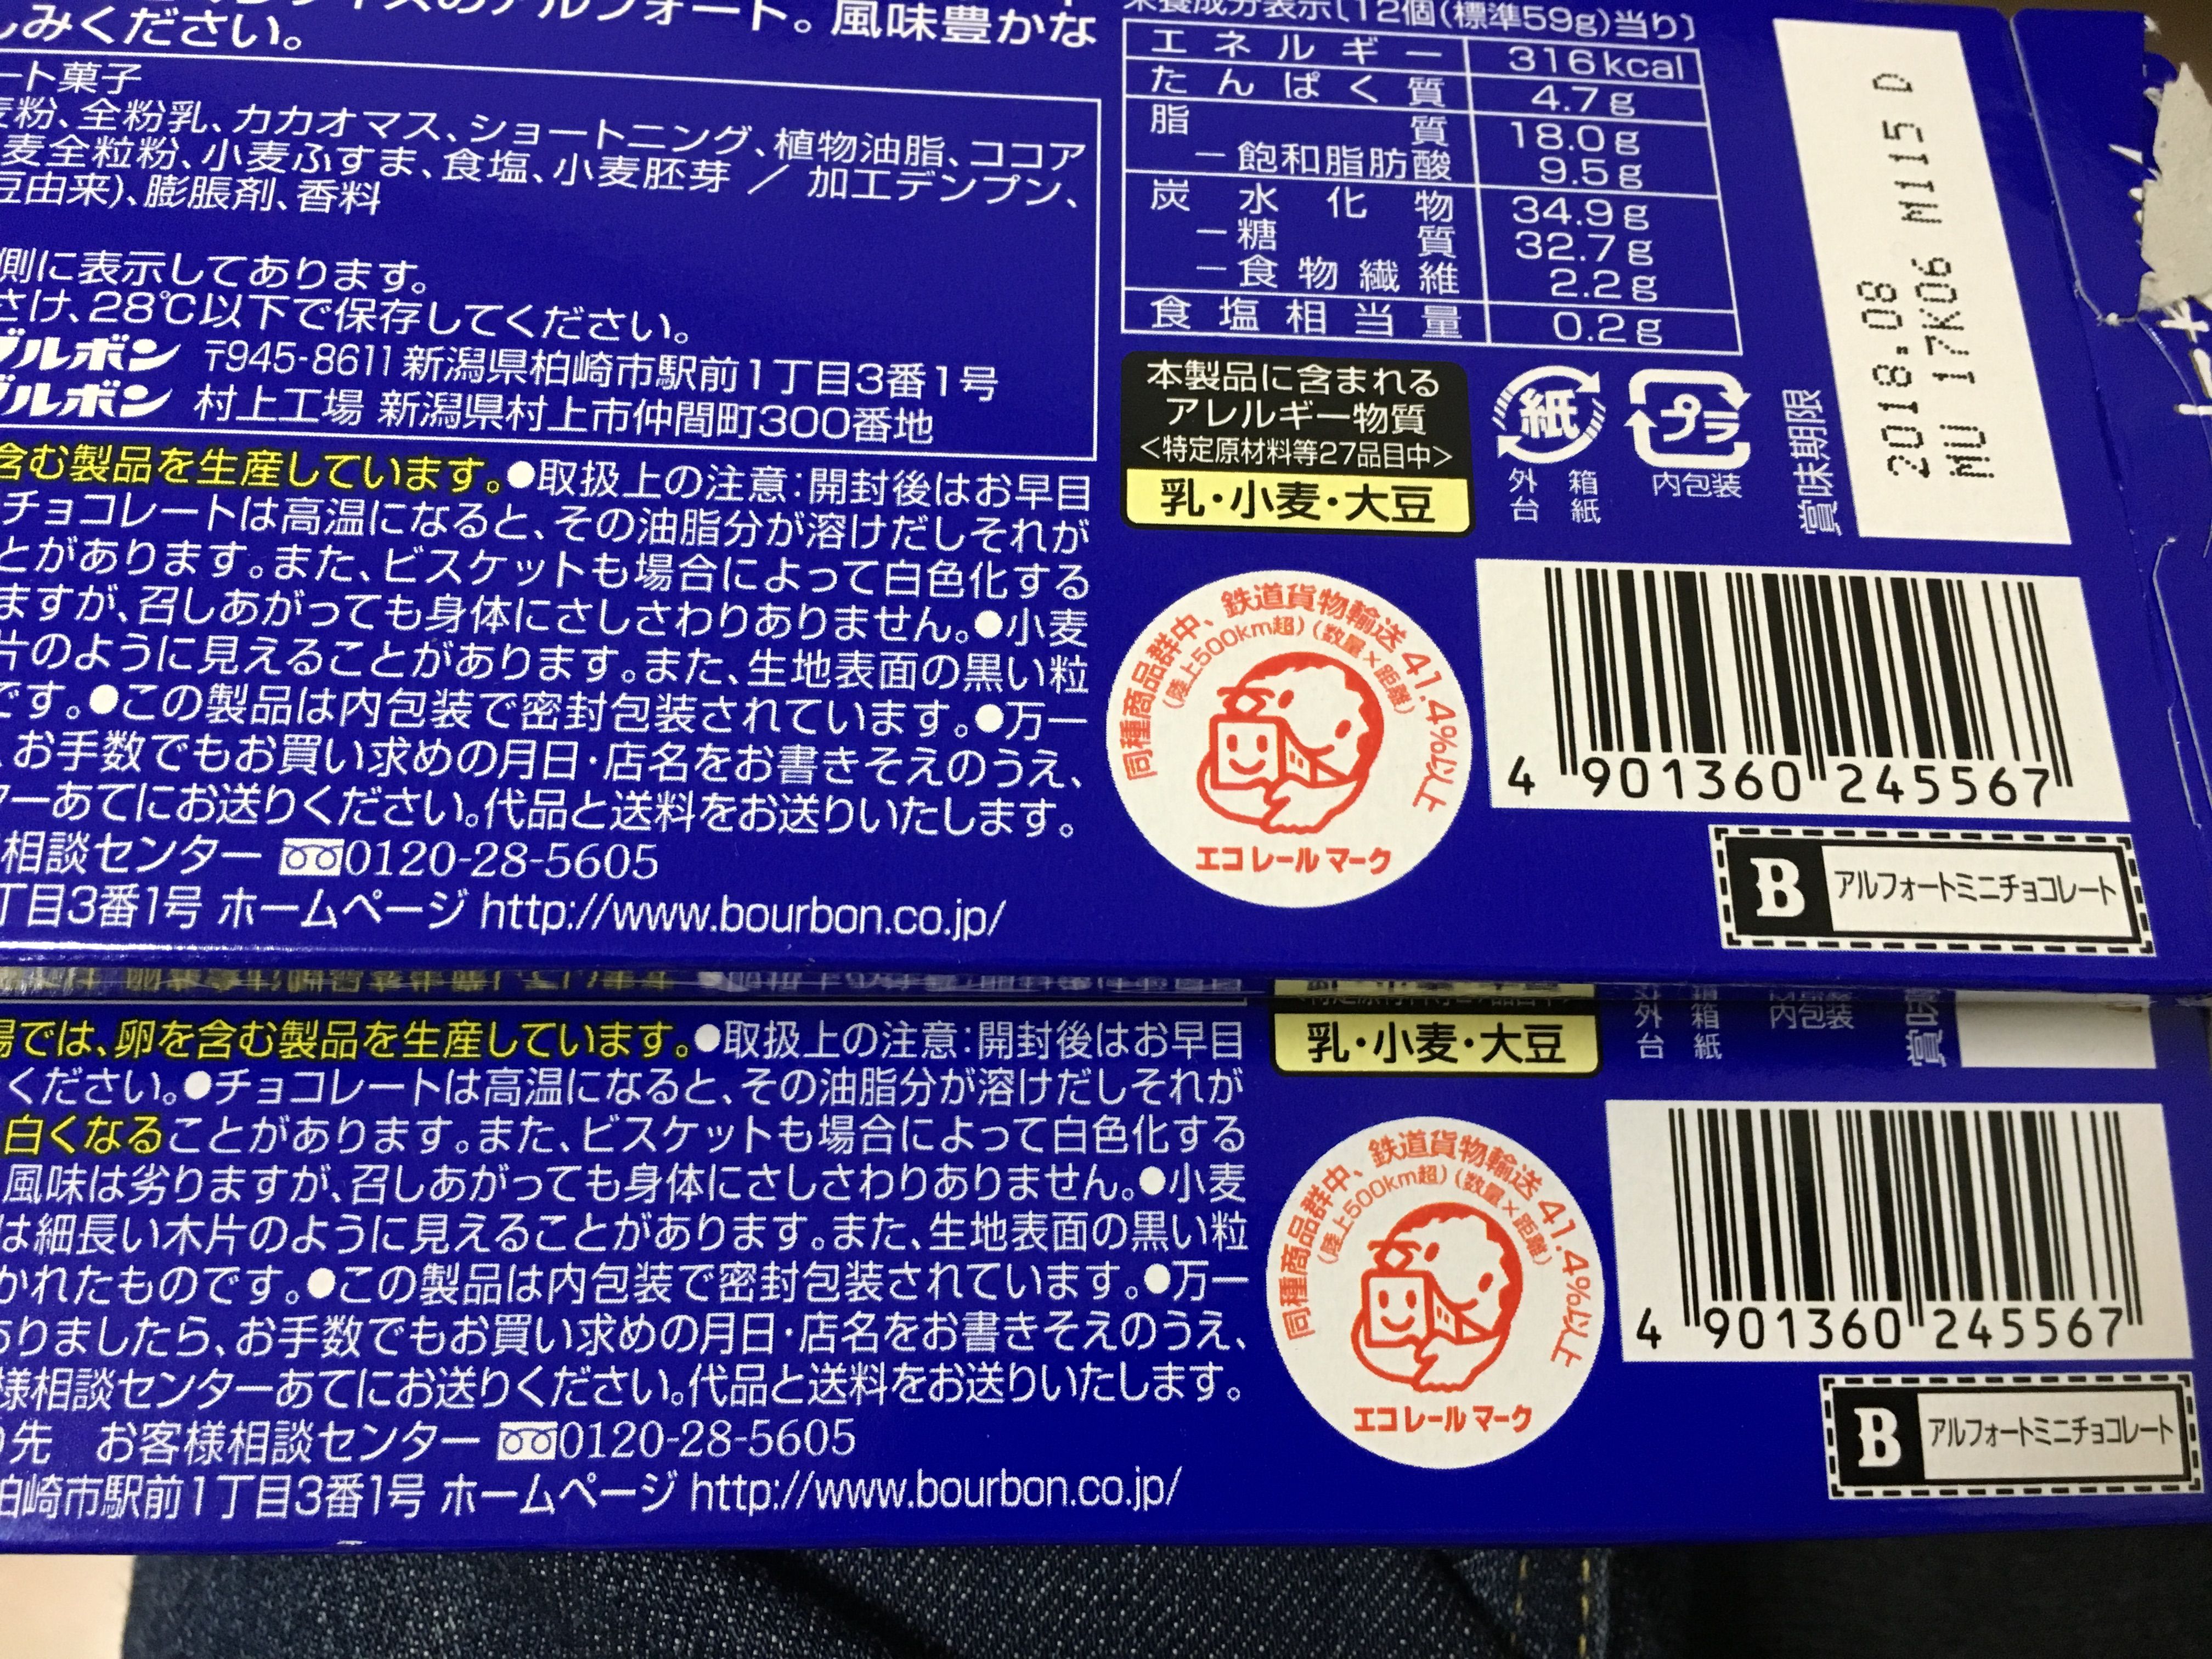 のアルフォート。風味豊かな
しみください。
ート菓子
麦粉、全粉乳、カカオマス、ショートニング、植物油脂、ココア
麦全粒粉、小麦ふすま、食塩、小麦胚芽 / 加工デンプン、
豆由来)、膨脹剤、香料
側に表示してあります。
さけ、28℃以下で保存してください。
ブルボン 〒945-8611 新潟県柏崎市駅前1丁目3番1号
ブルボン 村上工場 新潟県村上市仲間町300番地
含む製品を生産しています。●取扱上の注意:開封後はお早目
チョコレートは高温になると、その油脂分が溶けだしそれが
とがあります。また、ビスケットも場合によって白色化する
ますが、召しあがっても身体にさしさわりありません。●小麦
片のように見えることがあります。また、生地表面の黒い粒
です。●この製品は内包装で密封包装されています。●万一
、お手数でもお買い求めの月日・店名をお書きそえのうえ、
ターあてにお送りください。代品と送料をお送りいたします。
相談センター 0120-28-5605
丁目3番1号 ホームページ http://www.bourbon.co.jp/
栄養成分表示〔12個(標準59g)当り〕
エネルギー 316kcal
たんぱく質 4.7g
脂質 18.0g
−飽和脂肪酸 9.5g
炭水化物 34.9g
−糖質 32.7g
−食物繊維 2.2g
食塩相当量 0.2g
本製品に含まれる
アレルギー物質
<特定原材料等27品目中>
乳・小麦・大豆
紙
外箱
台紙
プラ
内包装
賞味期限
2018.08 M115 D
NU 17K06
同種商品群中、鉄道貨物輸送41.4%以上
(陸上500km超)(数量×距離)
エコレールマーク
4 901360 245567
B アルフォートミニチョコレート
場では、卵を含む製品を生産しています。●取扱上の注意:開封後はお早目
ください。●チョコレートは高温になると、その油脂分が溶けだしそれが
白くなることがあります。また、ビスケットも場合によって白色化する
風味は劣りますが、召しあがっても身体にさしさわりありません。●小麦
は細長い木片のように見えることがあります。また、生地表面の黒い粒
かれたものです。●この製品は内包装で密封包装されています。●万一
ありましたら、お手数でもお買い求めの月日・店名をお書きそえのうえ、
様相談センターあてにお送りください。代品と送料をお送りいたします。
先 お客様相談センター 0120-28-5605
柏崎市駅前1丁目3番1号 ホームページ http://www.bourbon.co.jp/
乳・小麦・大豆
外箱
台紙
内包装
同種商品群中、鉄道貨物輸送41.4%以上
(陸上500km超)(数量×距離)
エコレールマーク
4 901360 245567
B アルフォートミニチョコレート